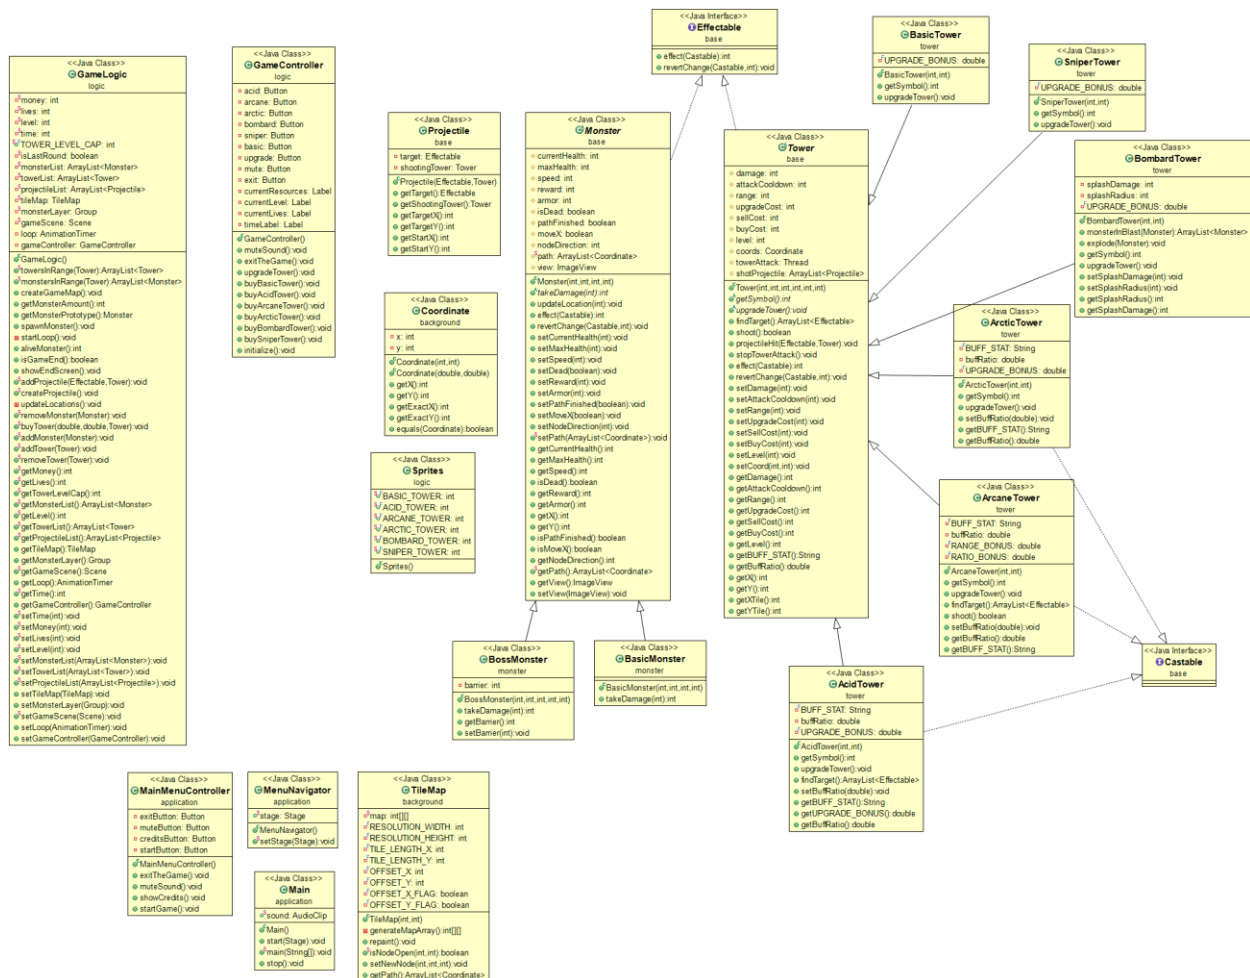 <<Java Class>>
GameLogic
logic
money: int
lives: int
level: int
time: int
TOWER_LEVEL_CAP: int
isLastRound: boolean
monsterList: ArrayList<Monster>
towerList: ArrayList<Tower>
projectileList: ArrayList<Projectile>
tileMap: TileMap
monsterLayer: Group
gameScene: Scene
loop: AnimationTimer
gameController: GameController
GameLogic()
towersInRange(Tower):ArrayList<Tower>
monstersInRange(Tower):ArrayList<Monster>
createGameMap():void
getMonsterAmount():int
getMonsterPrototype():Monster
spawnMonster():void
startLoop():void
aliveMonster():int
isGameEnd():boolean
showEndScreen():void
addProjectile(Effectable,Tower):void
createProjectile():void
updateLocations():void
removeMonster(Monster):void
buyTower(double,double,Tower):void
addMonster(Monster):void
addTower(Tower):void
removeTower(Tower):void
getMoney():int
getLives():int
getTowerLevelCap():int
getMonsterList():ArrayList<Monster>
getLevel():int
getTowerList():ArrayList<Tower>
getProjectileList():ArrayList<Projectile>
getTileMap():TileMap
getMonsterLayer():Group
getGameScene():Scene
getLoop():AnimationTimer
getTime():int
getGameController():GameController
setTime(int):void
setMoney(int):void
setLives(int):void
setLevel(int):void
setMonsterList(ArrayList<Monster>):void
setTowerList(ArrayList<Tower>):void
setProjectileList(ArrayList<Projectile>):void
setTileMap(TileMap):void
setMonsterLayer(Group):void
setGameScene(Scene):void
setLoop(AnimationTimer):void
setGameController(GameController):void
<<Java Class>>
GameController
logic
acid: Button
arcane: Button
arctic: Button
bombard: Button
sniper: Button
basic: Button
upgrade: Button
mute: Button
exit: Button
currentResources: Label
currentLevel: Label
currentLives: Label
timeLabel: Label
GameController()
muteSound():void
exitTheGame():void
upgradeTower():void
buyBasicTower():void
buyAcidTower():void
buyArcaneTower():void
buyArcticTower():void
buyBombardTower():void
buySniperTower():void
initialize():void
<<Java Class>>
Projectile
base
target: Effectable
shootingTower: Tower
Projectile(Effectable,Tower)
getTarget():Effectable
getShootingTower():Tower
getTargetX():int
getTargetY():int
getStartX():int
getStartY():int
<<Java Class>>
Coordinate
background
x: int
y: int
Coordinate(int,int)
Coordinate(double,double)
getX():int
getY():int
getExactX():int
getExactY():int
equals(Coordinate):boolean
<<Java Class>>
Sprites
logic
BASIC_TOWER: int
ACID_TOWER: int
ARCANE_TOWER: int
ARCTIC_TOWER: int
BOMBARD_TOWER: int
SNIPER_TOWER: int
Sprites()
<<Java Interface>>
Effectable
base
effect(Castable):int
revertChange(Castable,int):void
<<Java Class>>
Monster
base
currentHealth: int
maxHealth: int
speed: int
reward: int
armor: int
isDead: boolean
pathFinished: boolean
moveX: boolean
nodeDirection: int
path: ArrayList<Coordinate>
view: ImageView
Monster(int,int,int,int)
takeDamage(int):int
updateLocation(int):void
effect(Castable):int
revertChange(Castable,int):void
setCurrentHealth(int):void
setMaxHealth(int):void
setSpeed(int):void
setDead(boolean):void
setReward(int):void
setArmor(int):void
setPathFinished(boolean):void
setMoveX(boolean):void
setNodeDirection(int):void
setPath(ArrayList<Coordinate>):void
getCurrentHealth():int
getMaxHealth():int
getSpeed():int
isDead():boolean
getReward():int
getArmor():int
getX():int
getY():int
isPathFinished():boolean
isMoveX():boolean
getNodeDirection():int
getPath():ArrayList<Coordinate>
getView():ImageView
setView(ImageView):void
<<Java Class>>
BossMonster
monster
barrier: int
BossMonster(int,int,int,int,int)
takeDamage(int):int
getBarrier():int
setBarrier(int):void
<<Java Class>>
BasicMonster
monster
BasicMonster(int,int,int,int)
takeDamage(int):int
<<Java Class>>
Tower
base
damage: int
attackCooldown: int
range: int
upgradeCost: int
sellCost: int
buyCost: int
level: int
coords: Coordinate
towerAttack: Thread
shotProjectile: ArrayList<Projectile>
Tower(int,int,int,int,int,int)
getSymbol():int
upgradeTower():void
findTarget():ArrayList<Effectable>
shoot():boolean
projectileHit(Effectable,Tower):void
stopTowerAttack():void
effect(Castable):int
revertChange(Castable,int):void
setDamage(int):void
setAttackCooldown(int):void
setRange(int):void
setUpgradeCost(int):void
setSellCost(int):void
setBuyCost(int):void
setLevel(int):void
setCoord(int,int):void
getDamage():int
getAttackCooldown():int
getRange():int
getUpgradeCost():int
getSellCost():int
getBuyCost():int
getLevel():int
getBUFF_STAT():String
getBuffRatio():double
getX():int
getY():int
getXTile():int
getYTile():int
<<Java Class>>
BasicTower
tower
UPGRADE_BONUS: double
BasicTower(int,int)
getSymbol():int
upgradeTower():void
<<Java Class>>
SniperTower
tower
UPGRADE_BONUS: double
SniperTower(int,int)
getSymbol():int
upgradeTower():void
<<Java Class>>
BombardTower
tower
splashDamage: int
splashRadius: int
UPGRADE_BONUS: double
BombardTower(int,int)
monsterInBlast(Monster):ArrayList<Monster>
explode(Monster):void
getSymbol():int
upgradeTower():void
setSplashDamage(int):void
setSplashRadius(int):void
getSplashRadius():int
getSplashDamage():int
<<Java Class>>
ArcticTower
tower
BUFF_STAT: String
buffRatio: double
UPGRADE_BONUS: double
ArcticTower(int,int)
getSymbol():int
upgradeTower():void
setBuffRatio(double):void
getBUFF_STAT():String
getBuffRatio():double
<<Java Class>>
ArcaneTower
tower
BUFF_STAT: String
buffRatio: double
RANGE_BONUS: double
RATIO_BONUS: double
ArcaneTower(int,int)
getSymbol():int
upgradeTower():void
findTarget():ArrayList<Effectable>
shoot():boolean
setBuffRatio(double):void
getBuffRatio():double
getBUFF_STAT():String
<<Java Interface>>
Castable
base
<<Java Class>>
AcidTower
tower
BUFF_STAT: String
buffRatio: double
UPGRADE_BONUS: double
AcidTower(int,int)
getSymbol():int
upgradeTower():void
findTarget():ArrayList<Effectable>
setBuffRatio(double):void
getBUFF_STAT():String
getUPGRADE_BONUS():double
getBuffRatio():double
<<Java Class>>
MainMenuController
application
exitButton: Button
muteButton: Button
creditsButton: Button
startButton: Button
MainMenuController()
exitTheGame():void
muteSound():void
showCredits():void
startGame():void
<<Java Class>>
MenuNavigator
application
stage: Stage
MenuNavigator()
setStage(Stage):void
<<Java Class>>
Main
application
sound: AudioClip
Main()
start(Stage):void
main(String[]):void
stop():void
<<Java Class>>
TileMap
background
map: int[][]
RESOLUTION_WIDTH: int
RESOLUTION_HEIGHT: int
TILE_LENGTH_X: int
TILE_LENGTH_Y: int
OFFSET_X: int
OFFSET_Y: int
OFFSET_X_FLAG: boolean
OFFSET_Y_FLAG: boolean
TileMap(int,int)
generateMapArray():int[][]
repaint():void
isNodeOpen(int,int):boolean
setNewNode(int,int,int):void
getPath():ArrayList<Coordinate>